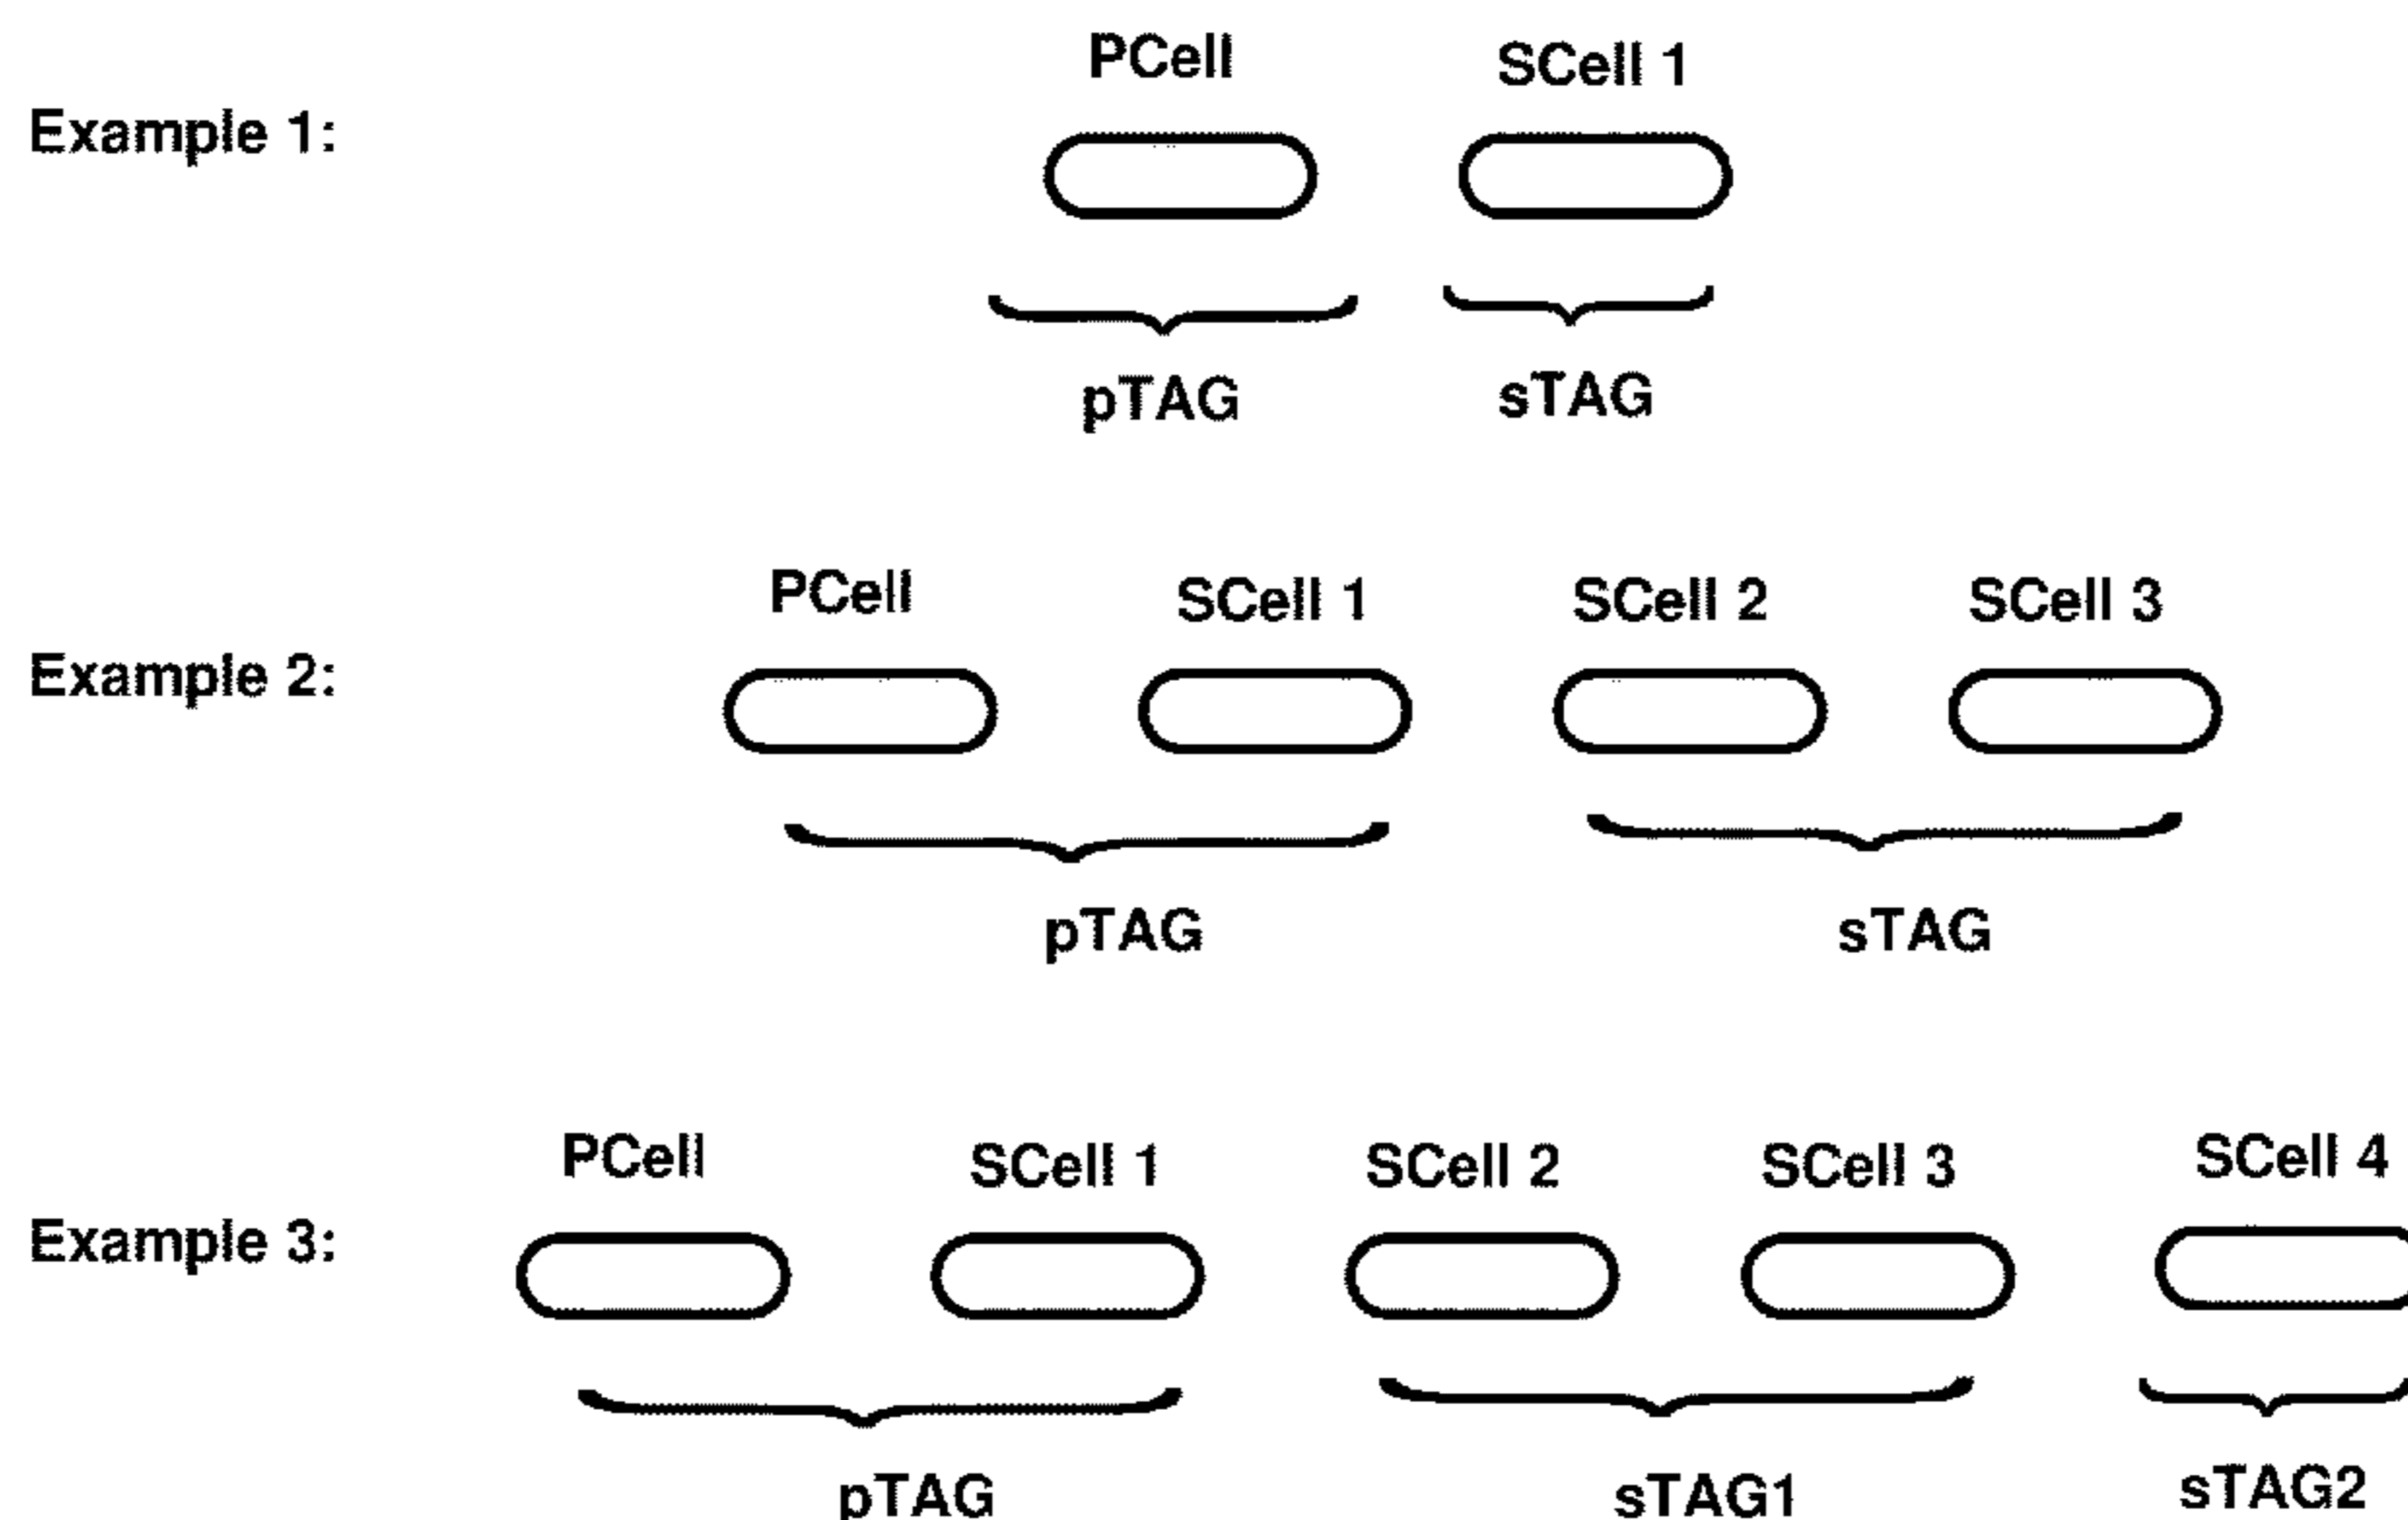 PCell SCell 1
Example 1:
pTAG sTAG
PCell SCell 1 SCell 2 SCell 3
Example 2:
pTAG sTAG
PCell SCell 1 SCell 2 SCell 3 SCell 4
Example 3:
pTAG sTAG1 sTAG2